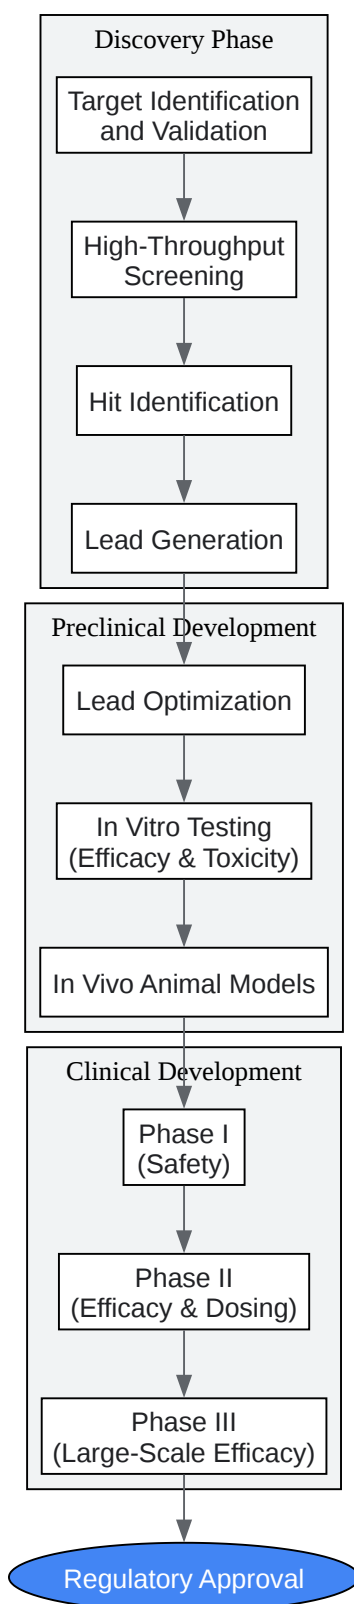 Discovery Phase
Target Identification
and Validation
High-Throughput
Screening
Hit Identification
Lead Generation
Preclinical Development
Lead Optimization
In Vitro Testing
(Efficacy & Toxicity)
In Vivo Animal Models
Clinical Development
Phase I
(Safety)
Phase II
(Efficacy & Dosing)
Phase III
(Large-Scale Efficacy)
Regulatory Approval